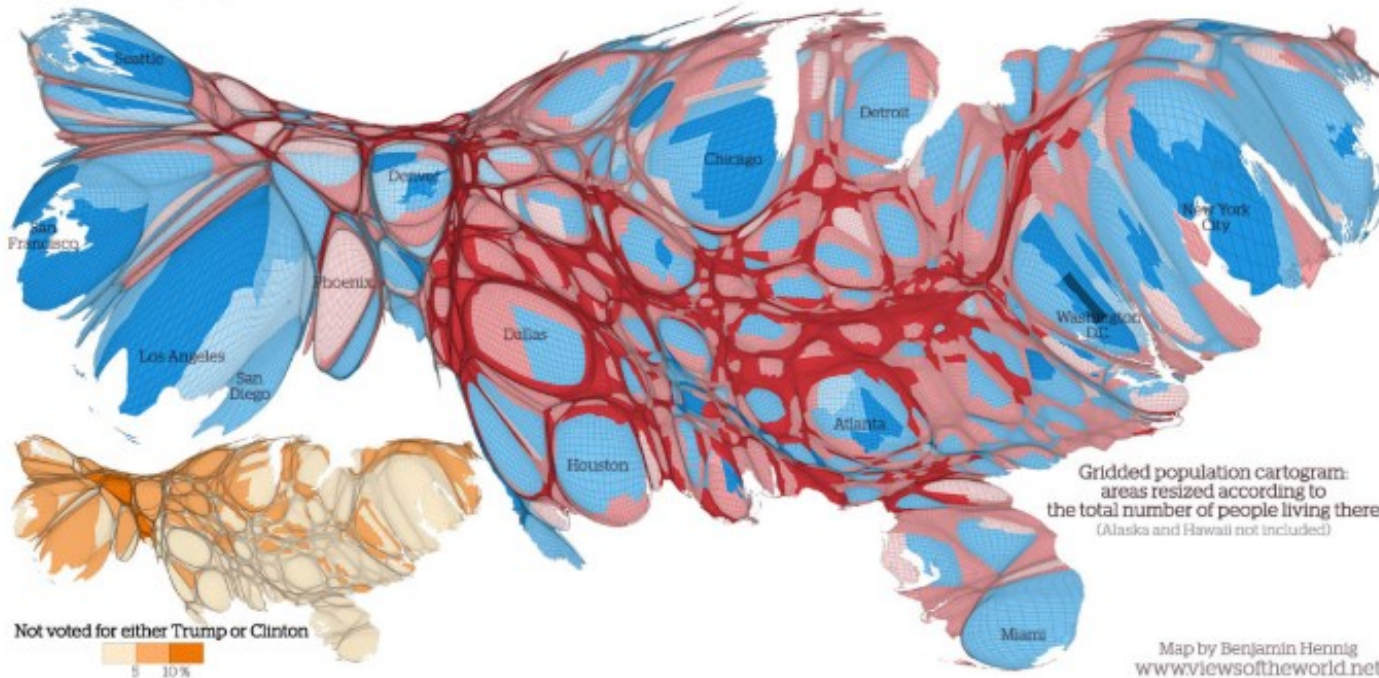 Seattle
Detroit
Chicago
Denver
New York
City
San
Francisco
Phoenix
Washington
D.C.
Dallas
Los Angeles
San
Diego
Atlanta
Houston
Gridded population cartogram:
areas resized according to
the total number of people living there
(Alaska and Hawaii not included)
Miami
Not voted for either Trump or Clinton
5 10 %
Map by Benjamin Hennig
www.viewsoftheworld.net